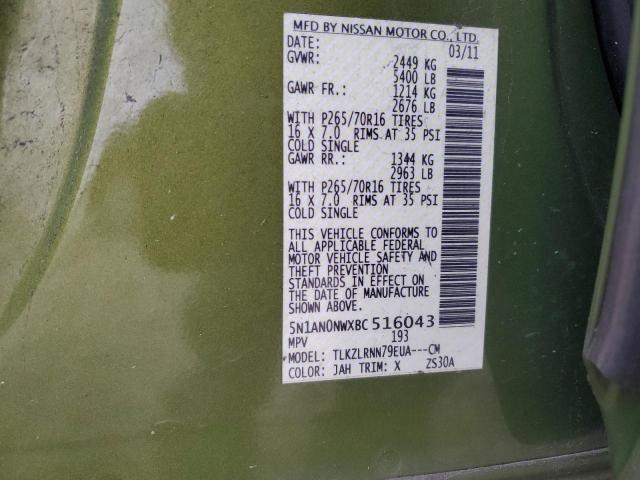 MFD BY NISSAN MOTOR CO., LTD.
DATE: 03/11
GVWR: 2449 KG
5400 LB
GAWR FR.: 1214 KG
2676 LB
WITH P265/70R16 TIRES
16 X 7.0 RIMS AT 35 PSI
COLD SINGLE
GAWR RR.: 1344 KG
2963 LB
WITH P265/70R16 TIRES
16 X 7.0 RIMS AT 35 PSI
COLD SINGLE
THIS VEHICLE CONFORMS TO
ALL APPLICABLE FEDERAL
MOTOR VEHICLE SAFETY AND
THEFT PREVENTION
STANDARDS IN EFFECT ON
THE DATE OF MANUFACTURE
SHOWN ABOVE.
5N1AN0NWXBC516043
MPV 193
MODEL: TLKZLRNN79EUA---CM
COLOR: JAH TRIM: X ZS30A